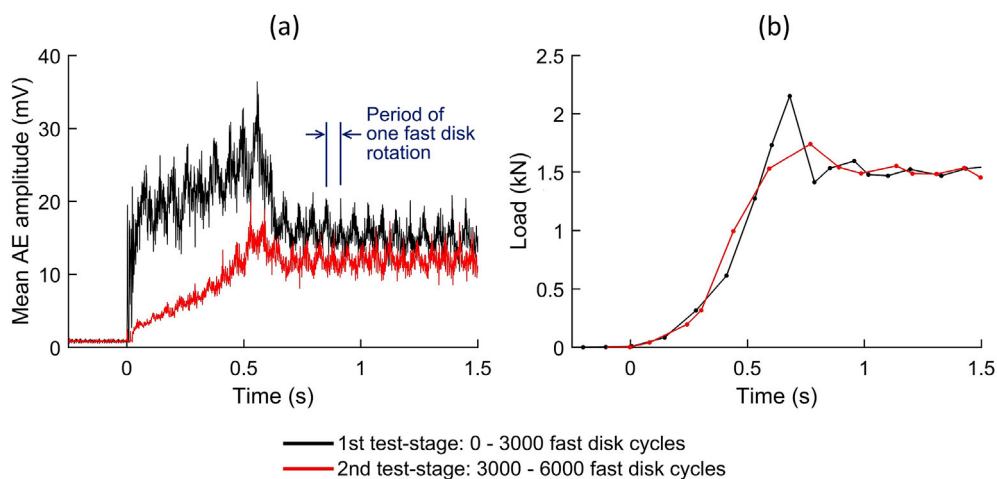 (a)
40
30
20
10
0
Mean AE amplitude (mV)
Period of
one fast disk
rotation
0
0.5
1
1.5
Time (s)
(b)
2.5
2
1.5
1
0.5
0
Load (kN)
0
0.5
1
1.5
Time (s)
1st test-stage: 0 - 3000 fast disk cycles
2nd test-stage: 3000 - 6000 fast disk cycles